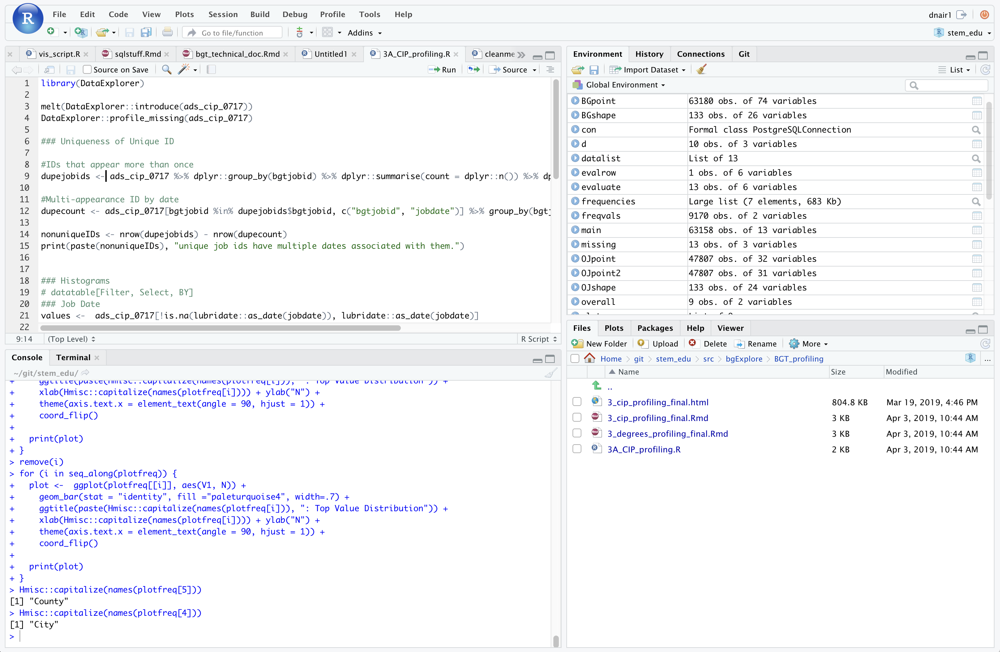 R File Edit Code View Plots Session Build Debug Profile Tools Help dnair1
Go to file/function Addins stem_edu
vis_script.R sqlstuff.Rmd bgt_technical_doc.Rmd Untitled1 3A_CIP_profiling.R cleanme
Source on Save Run Source
1 library(DataExplorer)
2
3 melt(DataExplorer::introduce(ads_cip_0717))
4 DataExplorer::profile_missing(ads_cip_0717)
5
6 ### Uniqueness of Unique ID
7
8 #IDs that appear more than once
9 dupejobids <- ads_cip_0717 %>% dplyr::group_by(bgtjobid) %>% dplyr::summarise(count = dplyr::n()) %>% dp
10
11 #Multi-appearance ID by date
12 dupecount <- ads_cip_0717[bgtjobid %in% dupejobids$bgtjobid, c("bgtjobid", "jobdate")] %>% group_by(bgtj
13
14 nonuniqueIDs <- nrow(dupejobids) - nrow(dupecount)
15 print(paste(nonuniqueIDs), "unique job ids have multiple dates associated with them.")
16
17
18 ### Histograms
19 # datatable[Filter, Select, BY]
20 ### Job Date
21 values <-  ads_cip_0717[!is.na(lubridate::as_date(jobdate)), lubridate::as_date(jobdate)]
22
9:14 (Top Level) R Script
Console Terminal
~/git/stem_edu/
+     ggtitle(paste(Hmisc::capitalize(names(plotfreq[i])), ": Top Value Distribution")) +
+     xlab(Hmisc::capitalize(names(plotfreq[i]))) + ylab("N") +
+     theme(axis.text.x = element_text(angle = 90, hjust = 1)) +
+     coord_flip()
+
+   print(plot)
+ }
> remove(i)
> for (i in seq_along(plotfreq)) {
+   plot <-  ggplot(plotfreq[[i]], aes(V1, N)) +
+     geom_bar(stat = "identity", fill ="paleturquoise4", width=.7) +
+     ggtitle(paste(Hmisc::capitalize(names(plotfreq[i])), ": Top Value Distribution")) +
+     xlab(Hmisc::capitalize(names(plotfreq[i]))) + ylab("N") +
+     theme(axis.text.x = element_text(angle = 90, hjust = 1)) +
+     coord_flip()
+
+   print(plot)
+ }
> Hmisc::capitalize(names(plotfreq[5]))
[1] "County"
> Hmisc::capitalize(names(plotfreq[4]))
[1] "City"
>
Environment History Connections Git
Import Dataset List
Global Environment
BGpoint 63180 obs. of 74 variables
BGshape 133 obs. of 26 variables
con Formal class PostgreSQLConnection
d 10 obs. of 3 variables
datalist List of 13
evalrow 1 obs. of 6 variables
evaluate 13 obs. of 6 variables
frequencies Large list (7 elements, 683 Kb)
freqvals 9170 obs. of 2 variables
main 63158 obs. of 13 variables
missing 13 obs. of 3 variables
OJpoint 47807 obs. of 32 variables
OJpoint2 47807 obs. of 31 variables
OJshape 133 obs. of 24 variables
overall 9 obs. of 2 variables
Files Plots Packages Help Viewer
New Folder Upload Delete Rename More
Home git stem_edu src bgExplore BGT_profiling ...
Name Size Modified
..
3_cip_profiling_final.html 804.8 KB Mar 19, 2019, 4:46 PM
3_cip_profiling_final.Rmd 3 KB Apr 3, 2019, 10:44 AM
3_degrees_profiling_final.Rmd 3 KB Apr 3, 2019, 10:44 AM
3A_CIP_profiling.R 2 KB Apr 3, 2019, 10:44 AM